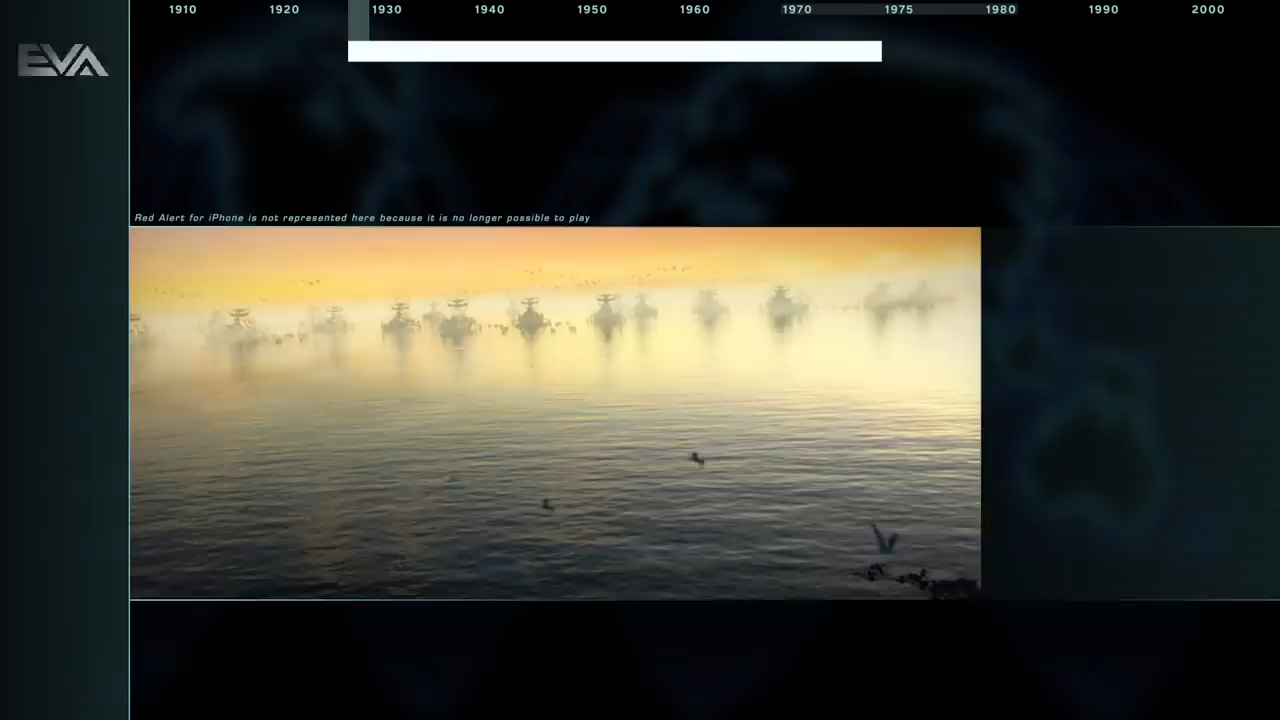 1910 1920 1930 1940 1950 1960 1970 1975 1980 1990 2000
EVA
Red Alert for iPhone is not represented here because it is no longer possible to play